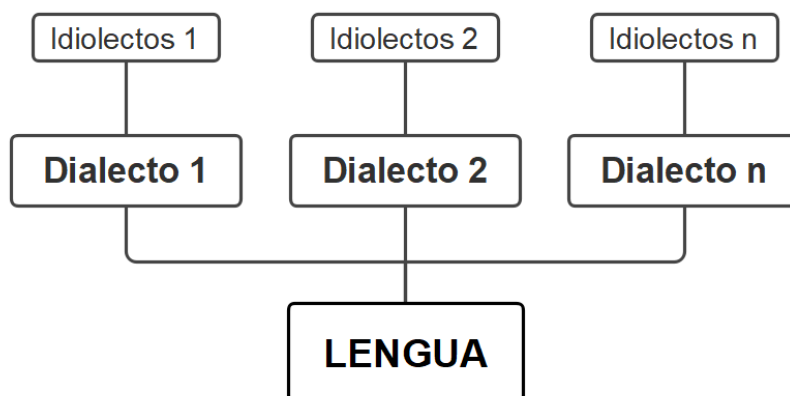 Idiolectos 1
Idiolectos 2
Idiolectos n
Dialecto 1
Dialecto 2
Dialecto n
LENGUA